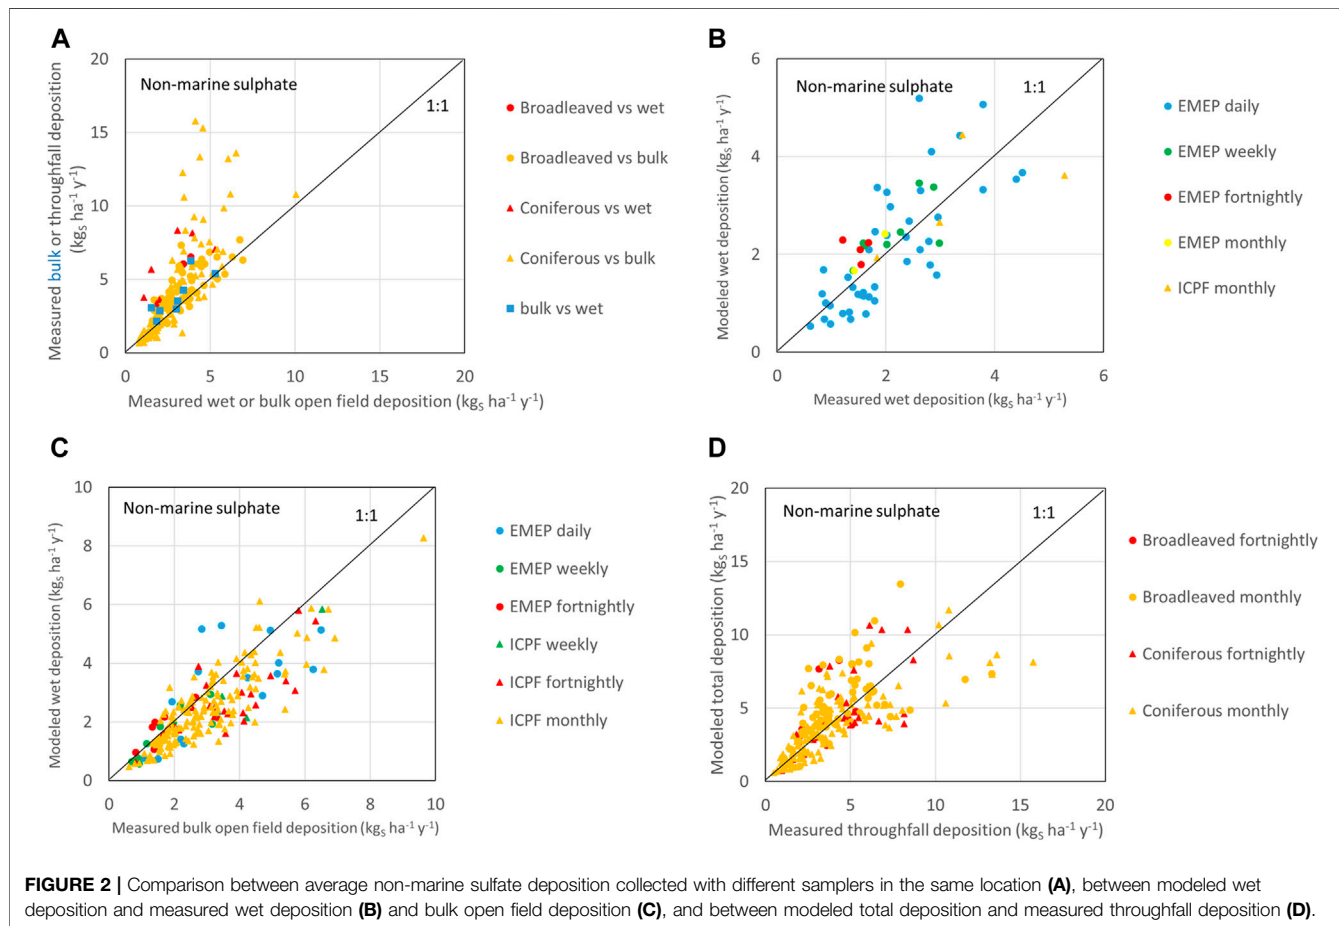 A
Measured bulk or throughfall deposition
(kgS ha-1 y-1)
20
15
10
5
0
Non-marine sulphate
1:1
0 5 10 15 20
Measured wet or bulk open field deposition (kgS ha-1 y-1)
Broadleaved vs wet
Broadleaved vs bulk
Coniferous vs wet
Coniferous vs bulk
bulk vs wet
B
Modeled wet deposition (kgS ha-1 y-1)
6
4
2
0
Non-marine sulphate
1:1
0 2 4 6
Measured wet deposition (kgS ha-1 y-1)
EMEP daily
EMEP weekly
EMEP fortnightly
EMEP monthly
ICPF monthly
C
Modeled wet deposition (kgS ha-1 y-1)
10
8
6
4
2
0
Non-marine sulphate
1:1
0 2 4 6 8 10
Measured bulk open field deposition (kgS ha-1 y-1)
EMEP daily
EMEP weekly
EMEP fortnightly
ICPF weekly
ICPF fortnightly
ICPF monthly
D
Modeled total deposition (kgS ha-1 y-1)
20
15
10
5
0
Non-marine sulphate
1:1
0 5 10 15 20
Measured throughfall deposition (kgS ha-1 y-1)
Broadleaved fortnightly
Broadleaved monthly
Coniferous fortnightly
Coniferous monthly
FIGURE 2 | Comparison between average non-marine sulfate deposition collected with different samplers in the same location (A), between modeled wet
deposition and measured wet deposition (B) and bulk open field deposition (C), and between modeled total deposition and measured throughfall deposition (D).